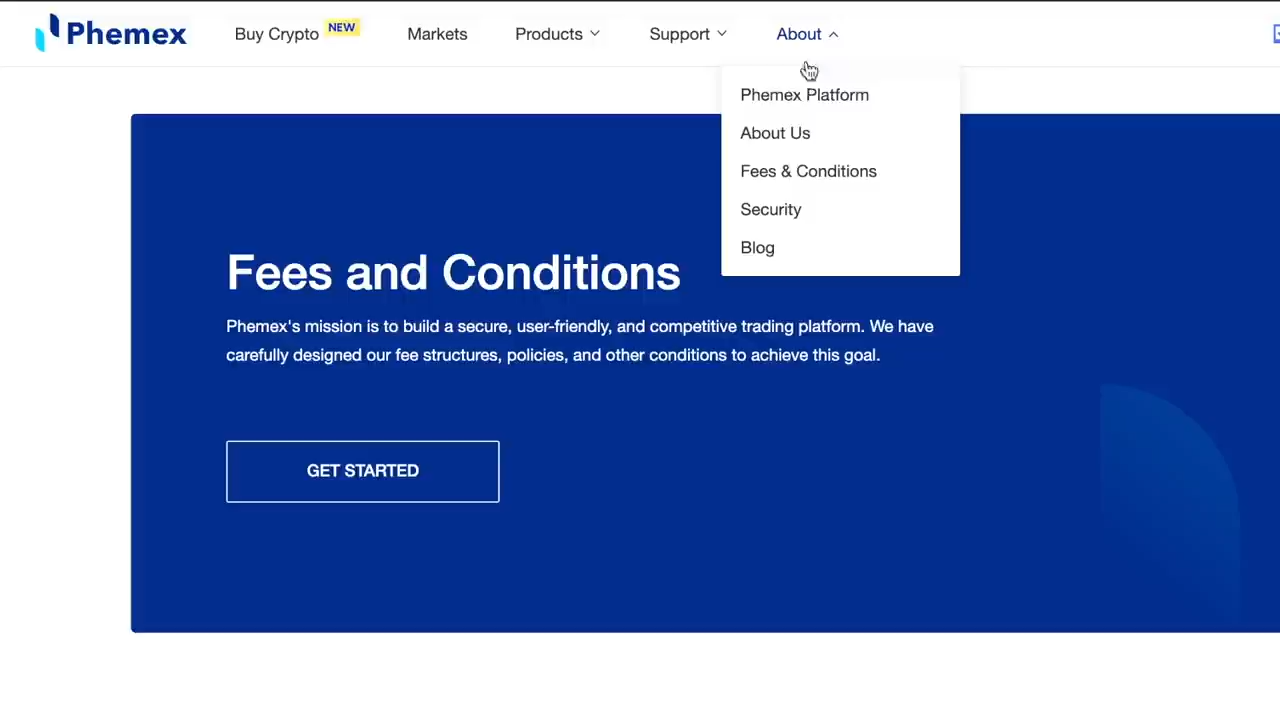 Phemex
Buy Crypto NEW
Markets
Products
Support
About
Phemex Platform
About Us
Fees & Conditions
Security
Blog
Fees and Conditions
Phemex's mission is to build a secure, user-friendly, and competitive trading platform. We have
carefully designed our fee structures, policies, and other conditions to achieve this goal.
GET STARTED